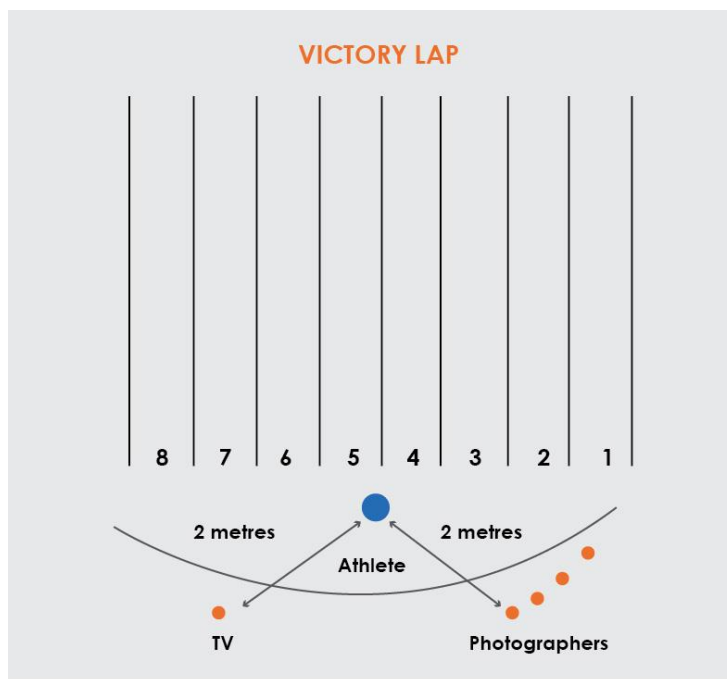 VICTORY LAP
8 7 6 5 4 3 2 1
2 metres 2 metres
Athlete
TV Photographers